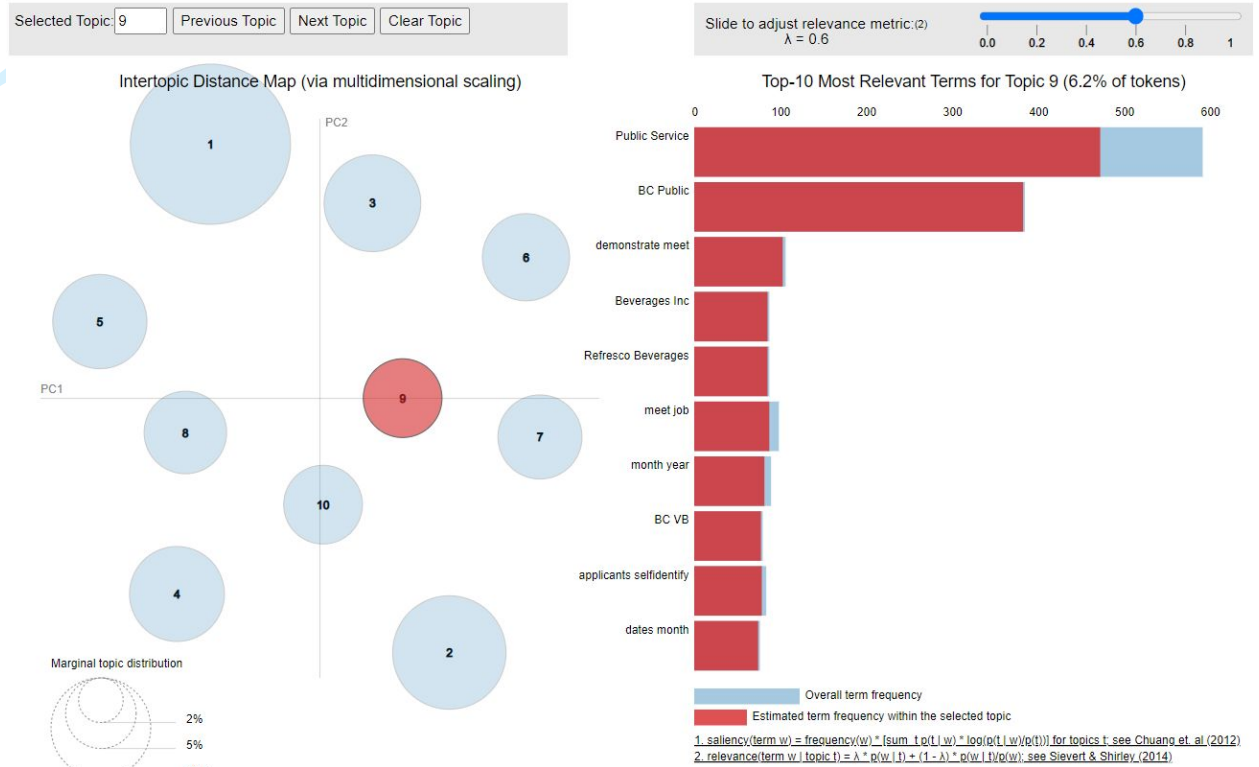 Selected Topic: 9 Previous Topic Next Topic Clear Topic
Slide to adjust relevance metric:(2)
λ = 0.6
0.0 0.2 0.4 0.6 0.8 1
Intertopic Distance Map (via multidimensional scaling)
PC2
1
3
6
5
PC1
9
8
7
10
4
2
Marginal topic distribution
2%
5%
Top-10 Most Relevant Terms for Topic 9 (6.2% of tokens)
0 100 200 300 400 500 600
Public Service
BC Public
demonstrate meet
Beverages Inc
Refresco Beverages
meet job
month year
BC VB
applicants selfidentify
dates month
Overall term frequency
Estimated term frequency within the selected topic
1. saliency(term w) = frequency(w) * [sum_t p(t | w) * log(p(t | w)/p(t))] for topics t; see Chuang et. al (2012)
2. relevance(term w | topic t) = λ * p(w | t) + (1 - λ) * p(w | t)/p(w); see Sievert & Shirley (2014)